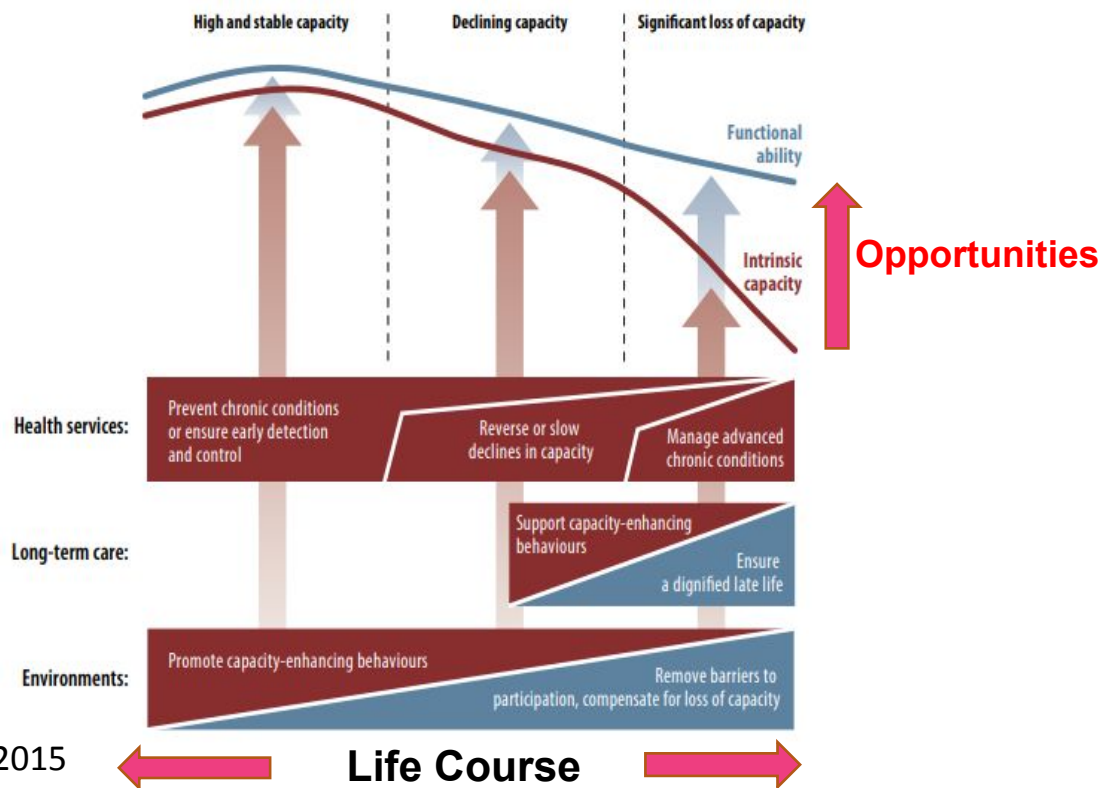 High and stable capacity
Declining capacity
Significant loss of capacity
Functional
ability
Opportunities
Intrinsic
capacity
Health services:
Prevent chronic conditions
or ensure early detection
and control
Reverse or slow
declines in capacity
Manage advanced
chronic conditions
Long-term care:
Support capacity-enhancing
behaviours
Ensure
a dignified late life
Environments:
Promote capacity-enhancing behaviours
Remove barriers to
participation, compensate for loss of capacity
2015
Life Course